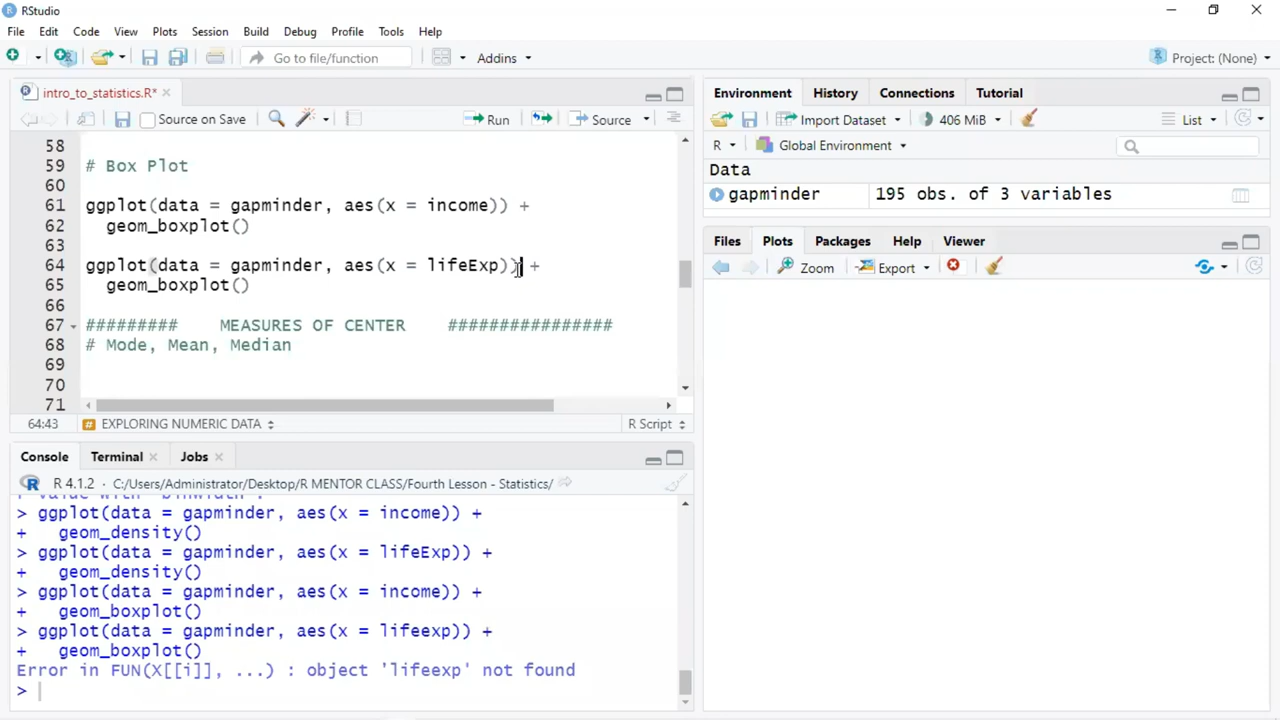 RStudio
File Edit Code View Plots Session Build Debug Profile Tools Help
Go to file/function Addins Project: (None)
intro_to_statistics.R*
Source on Save Run Source
58
59 # Box Plot
60
61 ggplot(data = gapminder, aes(x = income)) +
62 geom_boxplot()
63
64 ggplot(data = gapminder, aes(x = lifeExp)) +
65 geom_boxplot()
66
67 ######### MEASURES OF CENTER ################
68 # Mode, Mean, Median
69
70
71
64:43 # EXPLORING NUMERIC DATA R Script
Console Terminal Jobs
R 4.1.2 · C:/Users/Administrator/Desktop/R MENTOR CLASS/Fourth Lesson - Statistics/
> ggplot(data = gapminder, aes(x = income)) +
+ geom_density()
> ggplot(data = gapminder, aes(x = lifeExp)) +
+ geom_density()
> ggplot(data = gapminder, aes(x = income)) +
+ geom_boxplot()
> ggplot(data = gapminder, aes(x = lifeexp)) +
+ geom_boxplot()
Error in FUN(X[[i]], ...) : object 'lifeexp' not found
>
Environment History Connections Tutorial
Import Dataset 406 MiB List
R Global Environment
Data
gapminder 195 obs. of 3 variables
Files Plots Packages Help Viewer
Zoom Export